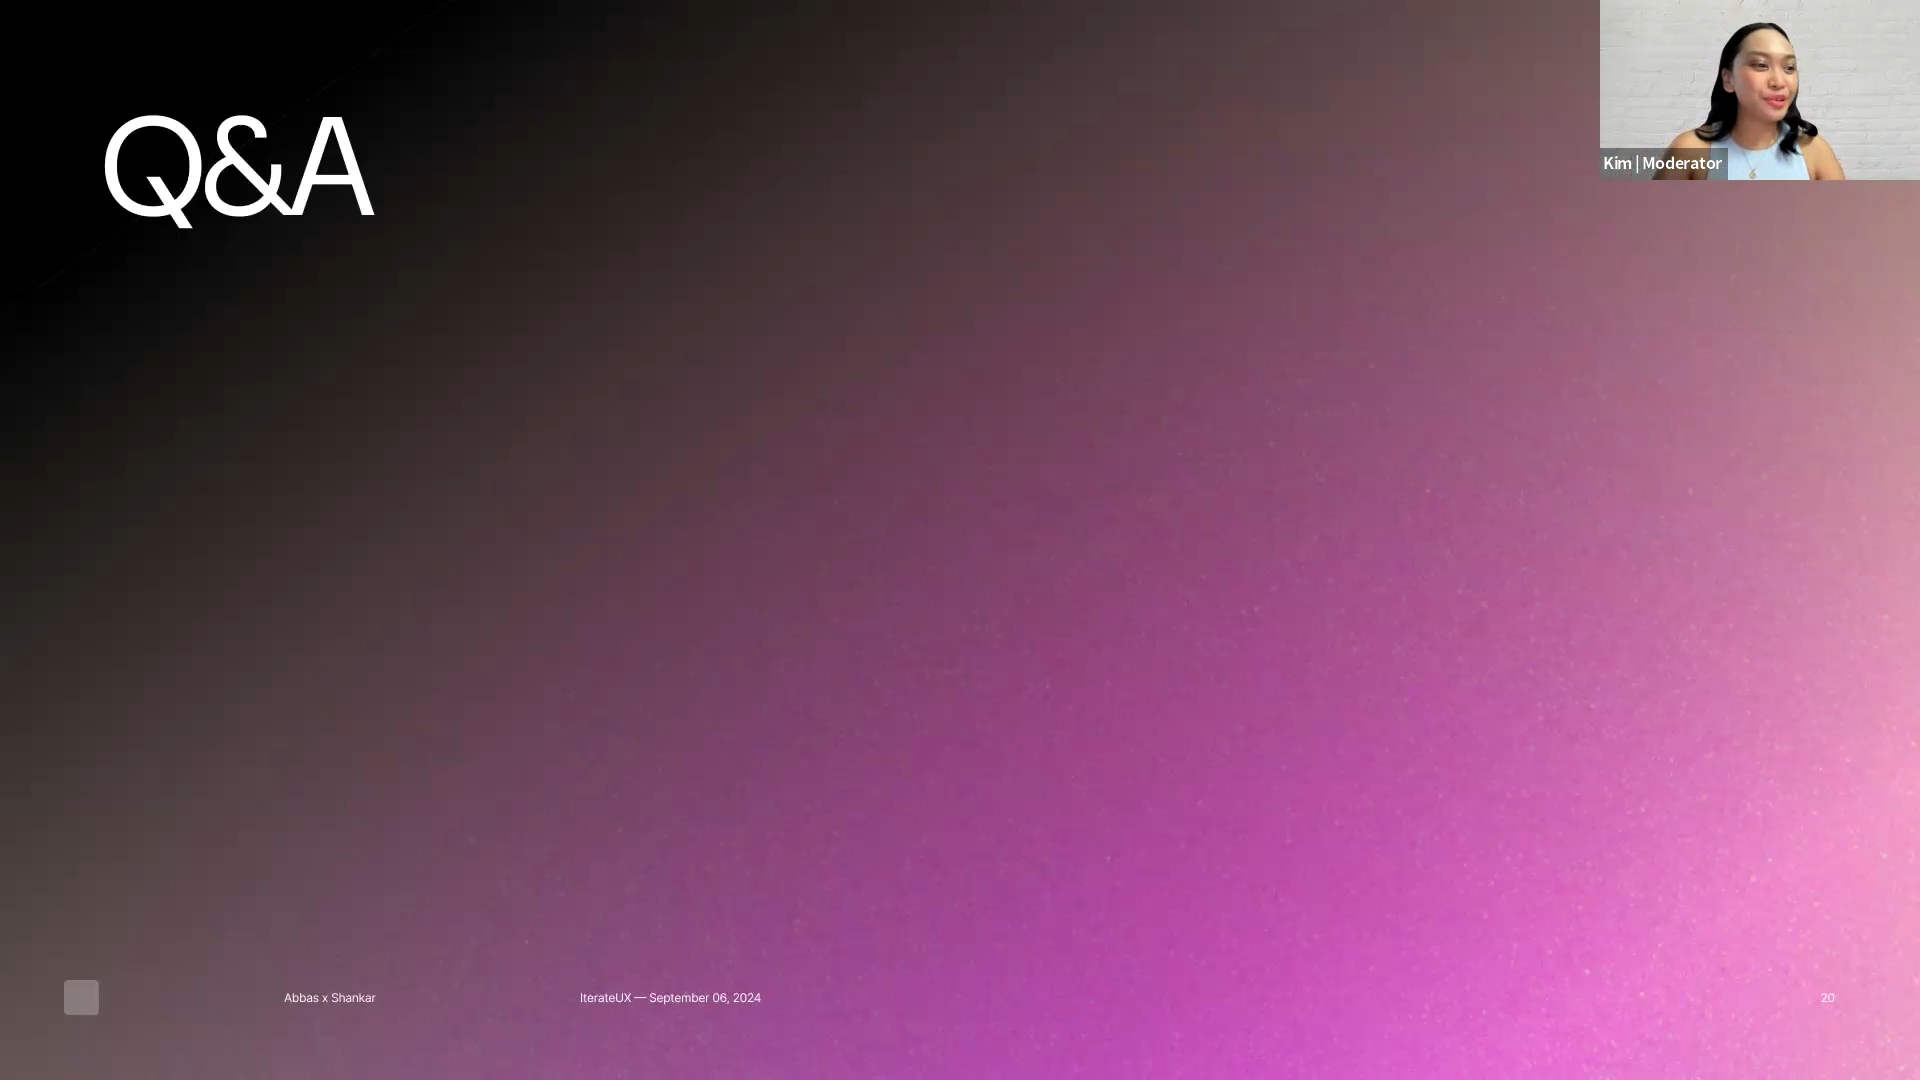 Q&A
Kim | Moderator
Abbas x Shankar
IterateUX — September 06, 2024
20